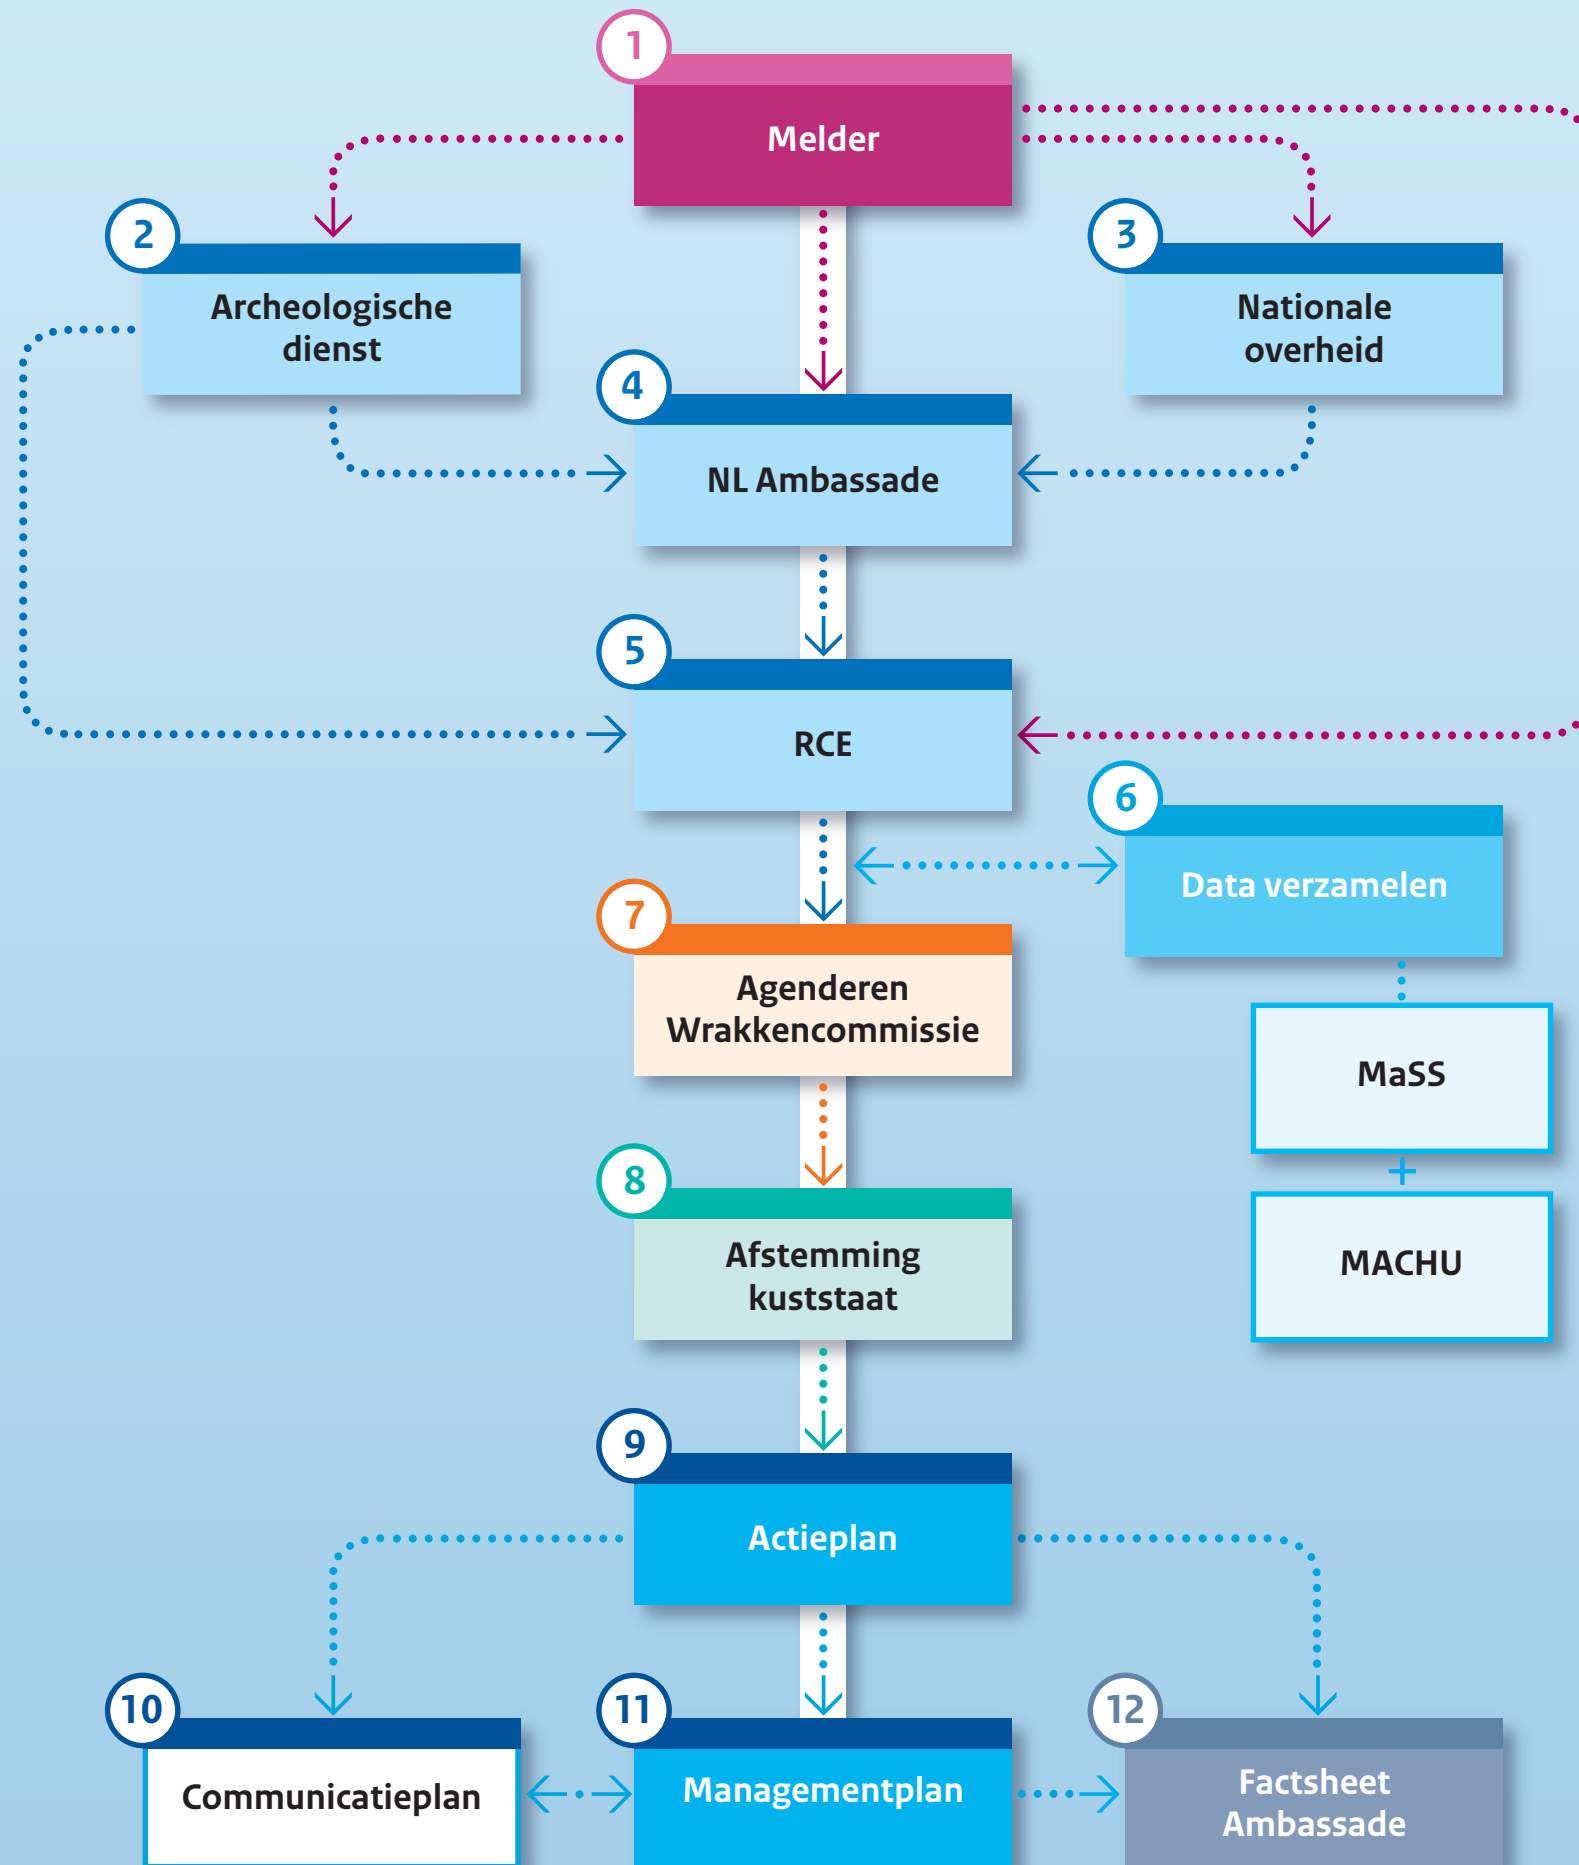 1
Melder
2
Archeologische
dienst
3
Nationale
overheid
4
NL Ambassade
5
RCE
6
Data verzamelen
7
Agenderen
Wrakkencommissie
MaSS
+
MACHU
8
Afstemming
kuststaat
9
Actieplan
10
Communicatieplan
11
Managementplan
12
Factsheet
Ambassade